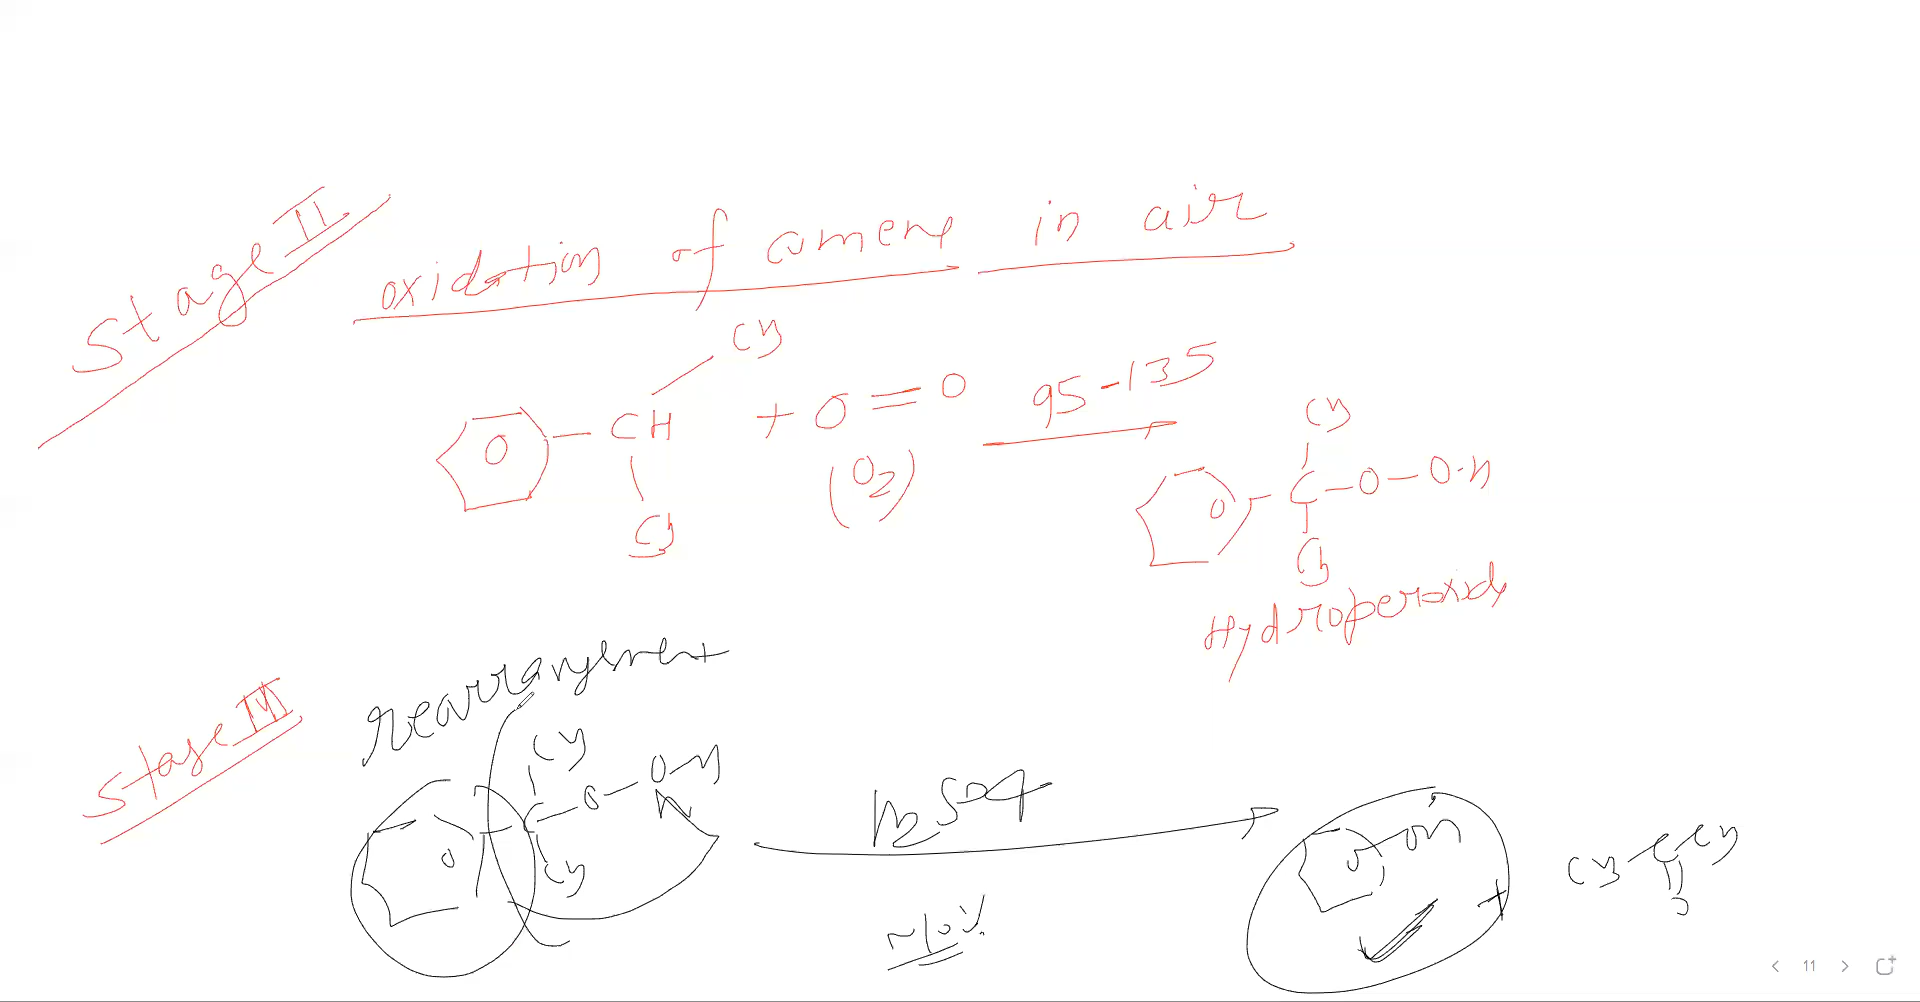 Stage II
oxidation of cumene in air
CH3
CH + O = O 95-135
(O2)
CH3
CH3
C - O - O-H
CH3
Hydroperoxide
Stage III
rearrangement
CH3
C - O - O-H
CH3
H2SO4
OH
+ CH3 C CH3
O
11